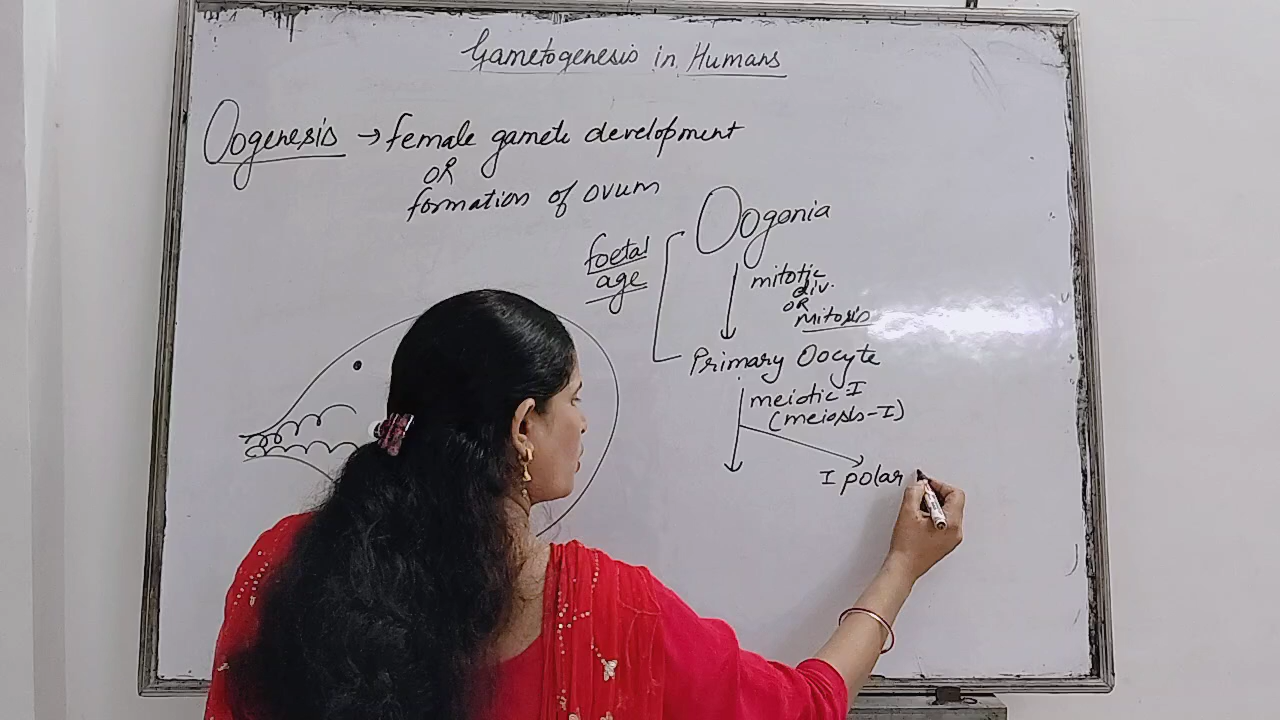 Gametogenesis in Humans
Oogenesis → female gamete development
OR
formation of ovum
Oogonia
foetal
age
mitotic
div.
OR
mitosis
Primary Oocyte
meiotic I
(meiosis-I)
I polar